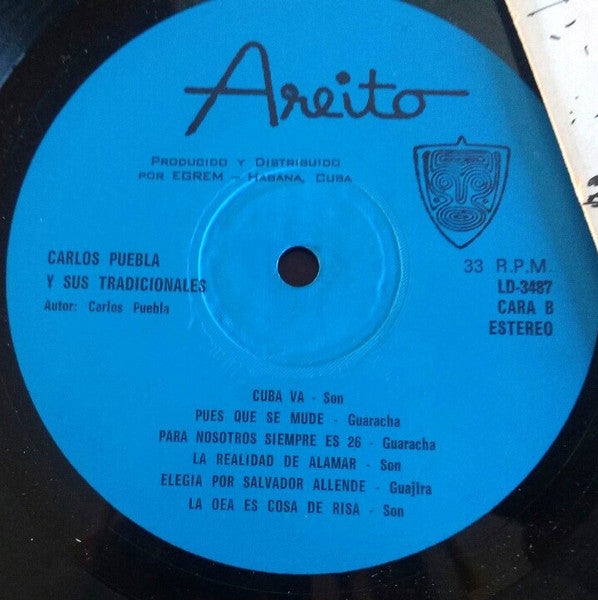 Areito
PRODUCIDO Y DISTRIBUIDO
POR EGREM – HABANA, CUBA
CARLOS PUEBLA
Y SUS TRADICIONALES
Autor: Carlos Puebla
33 R.P.M.
LD-3487
CARA B
ESTEREO
CUBA VA - Son
PUES QUE SE MUDE - Guaracha
PARA NOSOTROS SIEMPRE ES 26 - Guaracha
LA REALIDAD DE ALAMAR - Son
ELEGIA POR SALVADOR ALLENDE - Guajira
LA OEA ES COSA DE RISA - Son